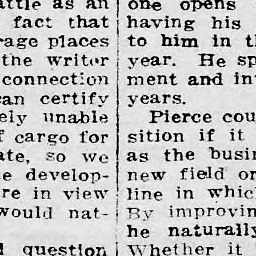 attle as an
fact that
rage places
the writer
connection
can certify
ely unable
f cargo for
ate, so we
e develop-
re in view
would nat-
question
one opens
having his
to him in t
year. He sp
ment and in
years.
Pierce cou
sition if it
as the busi
new field or
line in whic
By improvin
he naturally
Whether it